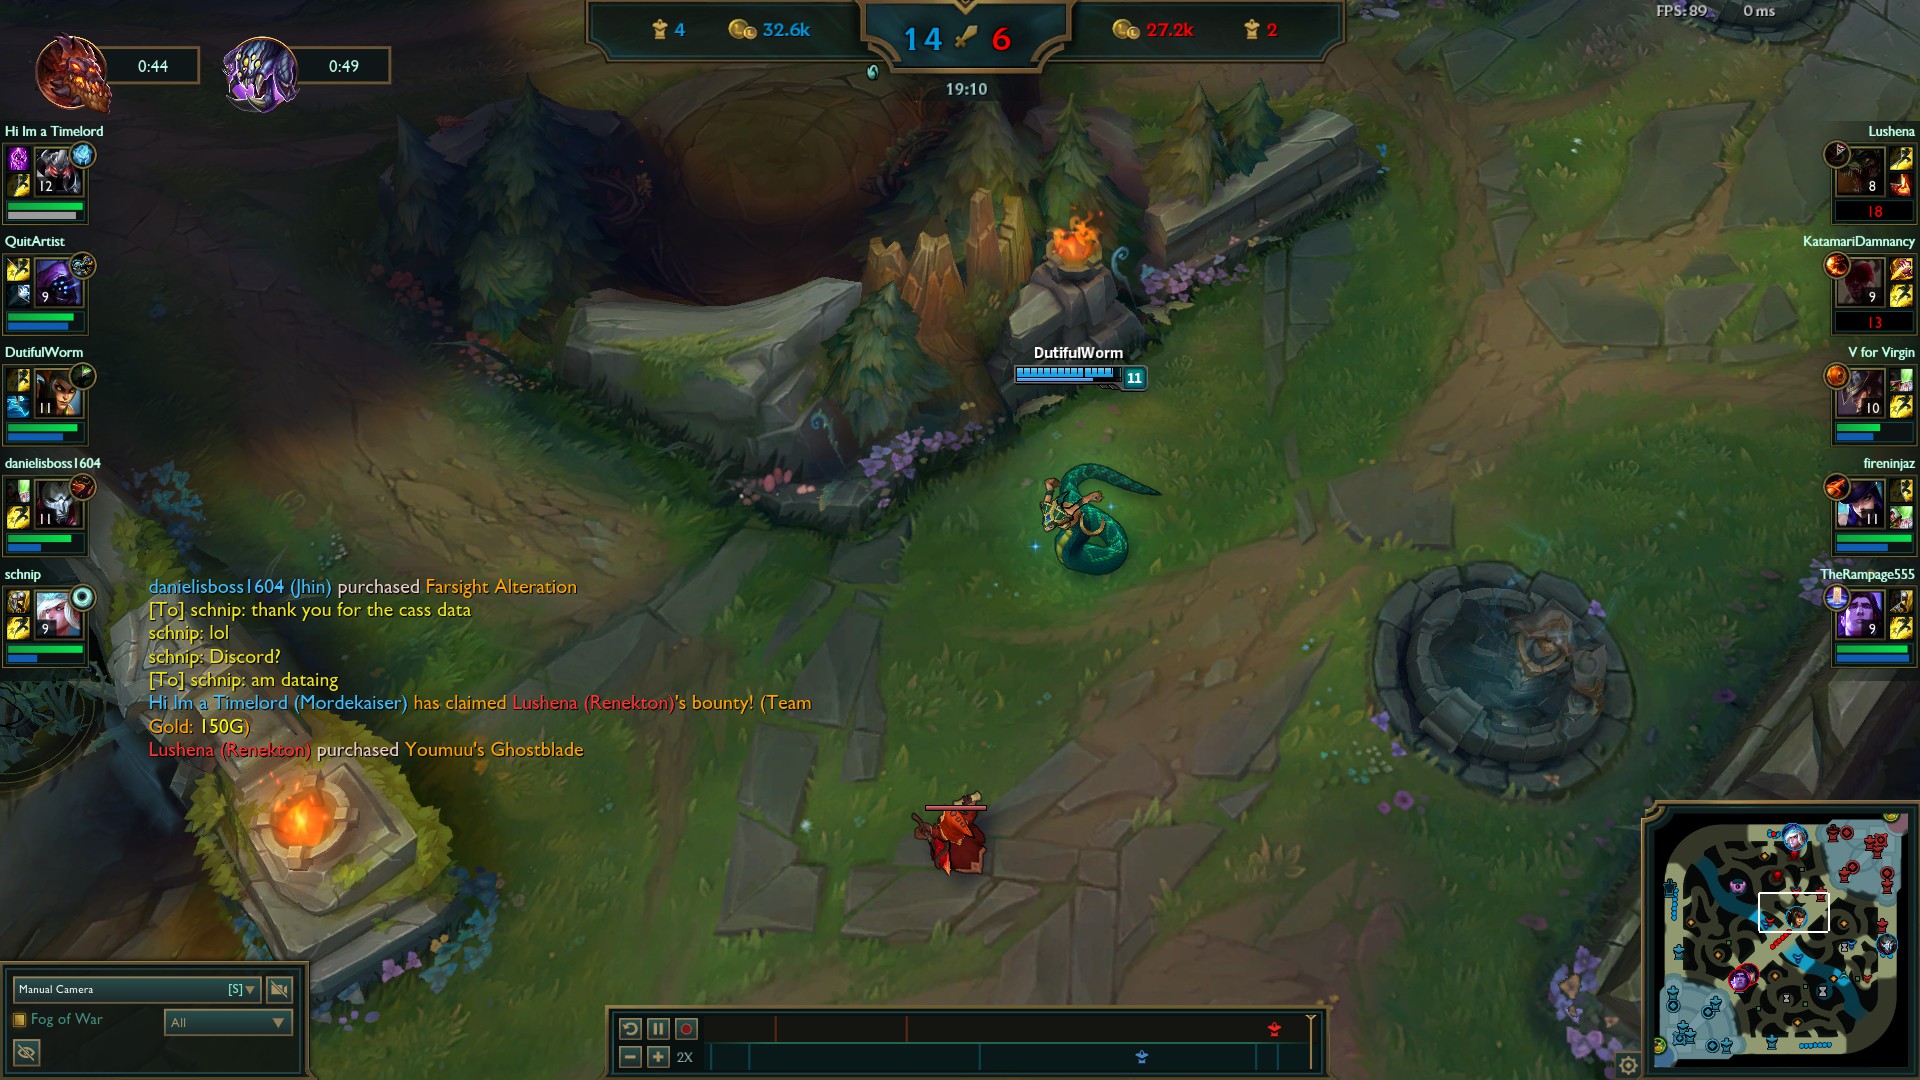 FPS: 89 0 ms
4 32.6k 14 6 27.2k 2
0:44 0:49
19:10
Hi Im a Timelord
12
QuitArtist
9
DutifulWorm
11
danielisboss1604
11
schnip
9
Lushena
8
18
KatamariDamnancy
9
13
V for Virgin
10
fireninjaz
11
TheRampage555
9
DutifulWorm
11
danielisboss1604 (Jhin) purchased Farsight Alteration
[To] schnip: thank you for the cass data
schnip: lol
schnip: Discord?
[To] schnip: am dataing
Hi Im a Timelord (Mordekaiser) has claimed Lushena (Renekton)'s bounty! (Team
Gold: 150G)
Lushena (Renekton) purchased Youmuu's Ghostblade
Manual Camera [S]
Fog of War
All
2X